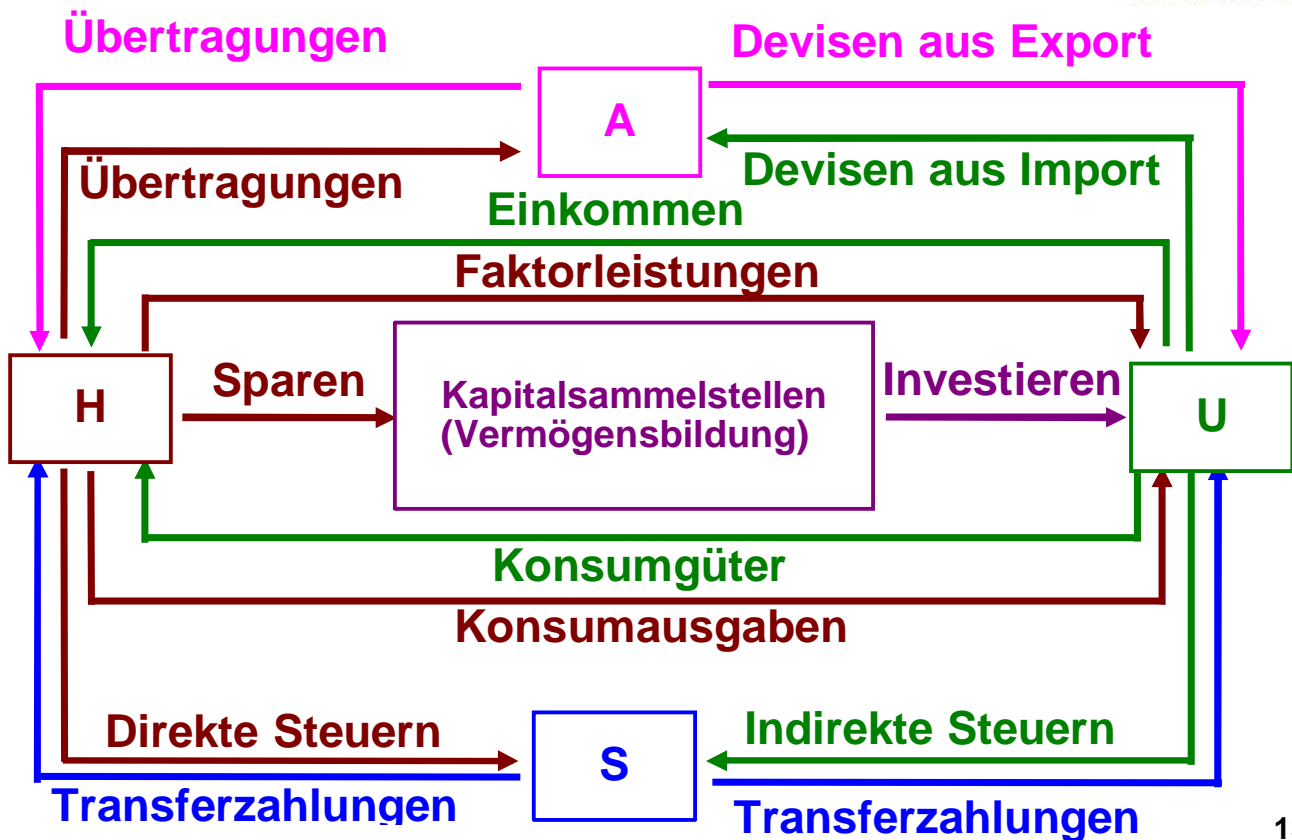 Übertragungen
Devisen aus Export
A
Übertragungen
Devisen aus Import
Einkommen
Faktorleistungen
H
Sparen
Kapitalsammelstellen
(Vermögensbildung)
Investieren
U
Konsumgüter
Konsumausgaben
Direkte Steuern
S
Indirekte Steuern
Transferzahlungen
Transferzahlungen